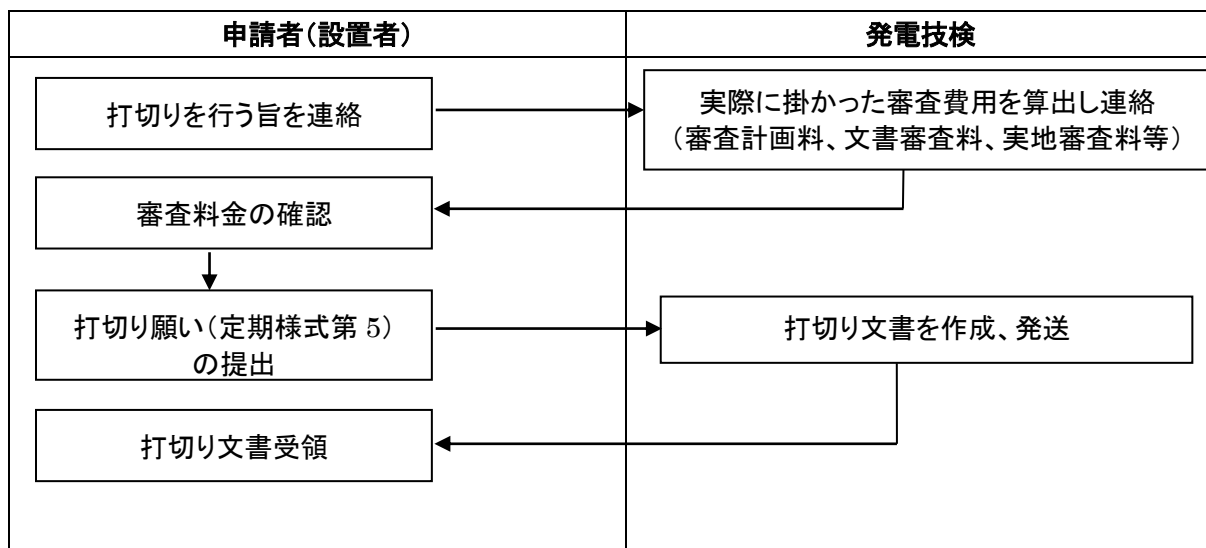 申請者(設置者)
発電技検
打切りを行う旨を連絡
実際に掛かった審査費用を算出し連絡
(審査計画料、文書審査料、実地審査料等)
審査料金の確認
打切り願い(定期様式第 5)
の提出
打切り文書を作成、発送
打切り文書受領